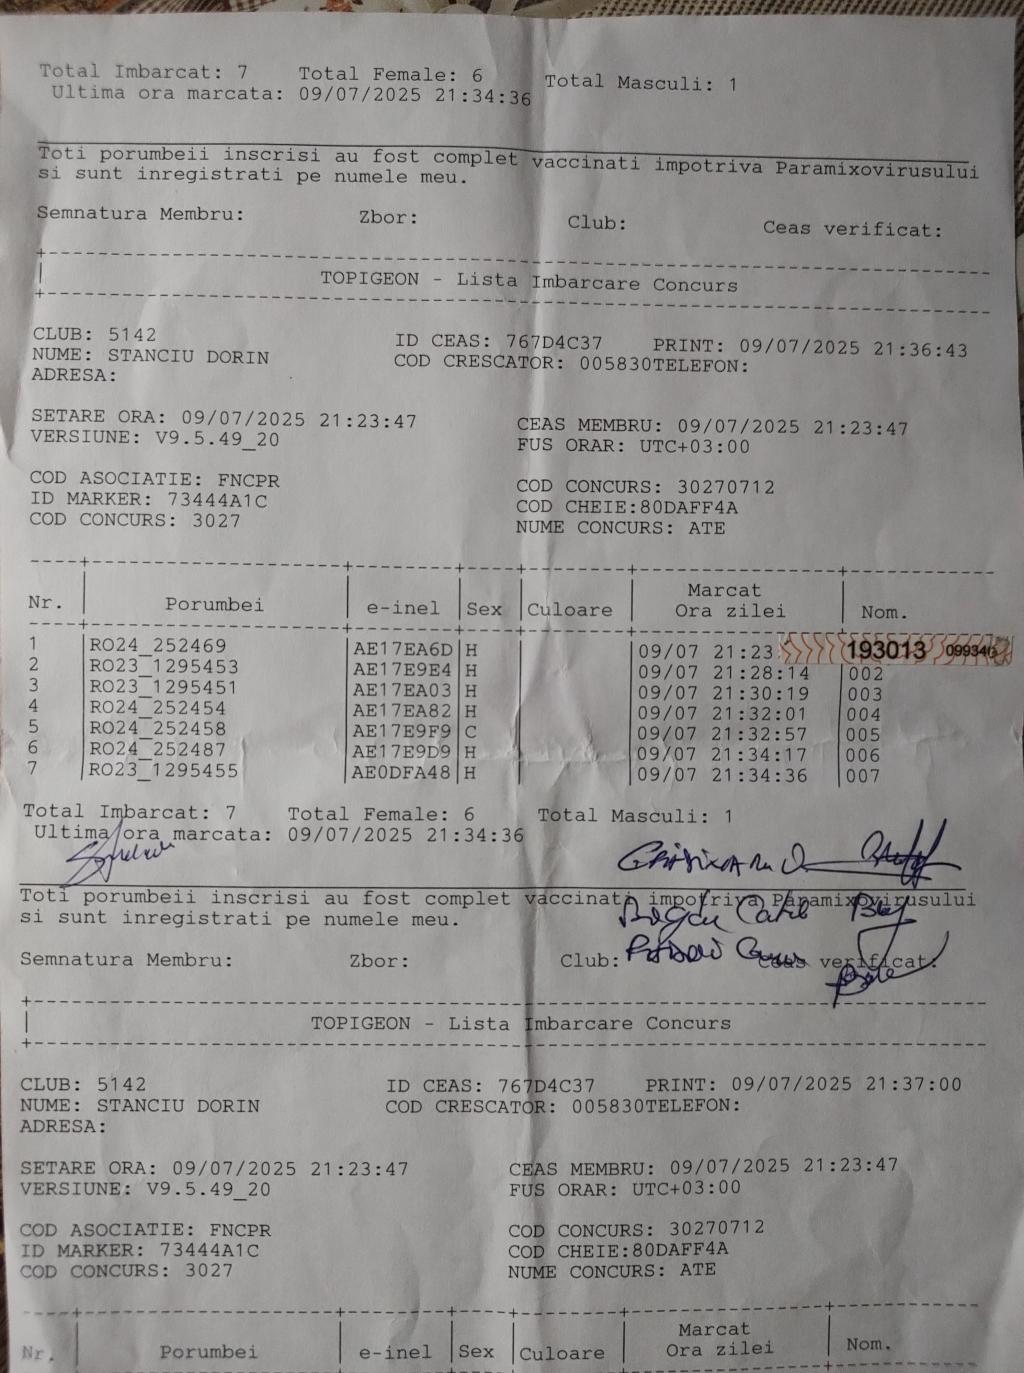 Total Imbarcat: 7 Total Female: 6 Total Masculi: 1
Ultima ora marcata: 09/07/2025 21:34:36
Toti porumbeii inscrisi au fost complet vaccinati impotriva Paramixovirusului
si sunt inregistrati pe numele meu.
Semnatura Membru: Zbor: Club: Ceas verificat:
TOPIGEON - Lista Imbarcare Concurs
CLUB: 5142 ID CEAS: 767D4C37 PRINT: 09/07/2025 21:36:43
NUME: STANCIU DORIN COD CRESCATOR: 005830TELEFON:
ADRESA:
SETARE ORA: 09/07/2025 21:23:47 CEAS MEMBRU: 09/07/2025 21:23:47
VERSIUNE: V9.5.49_20 FUS ORAR: UTC+03:00
COD ASOCIATIE: FNCPR COD CONCURS: 30270712
ID MARKER: 73444A1C COD CHEIE:80DAFF4A
COD CONCURS: 3027 NUME CONCURS: ATE
Nr. Porumbei e-inel Sex Culoare Marcat Ora zilei Nom.
1 RO24_252469 AE17EA6D H 09/07 21:23 193013 099340
2 RO23_1295453 AE17E9E4 H 09/07 21:28:14 002
3 RO23_1295451 AE17EA03 H 09/07 21:30:19 003
4 RO24_252454 AE17EA82 H 09/07 21:32:01 004
5 RO24_252458 AE17E9F9 C 09/07 21:32:57 005
6 RO24_252487 AE17E9D9 H 09/07 21:34:17 006
7 RO23_1295455 AE0DFA48 H 09/07 21:34:36 007
Total Imbarcat: 7 Total Female: 6 Total Masculi: 1
Ultima ora marcata: 09/07/2025 21:34:36
Toti porumbeii inscrisi au fost complet vaccinati impotriva Paramixovirusului
si sunt inregistrati pe numele meu.
Semnatura Membru: Zbor: Club: Ceas verificat:
TOPIGEON - Lista Imbarcare Concurs
CLUB: 5142 ID CEAS: 767D4C37 PRINT: 09/07/2025 21:37:00
NUME: STANCIU DORIN COD CRESCATOR: 005830TELEFON:
ADRESA:
SETARE ORA: 09/07/2025 21:23:47 CEAS MEMBRU: 09/07/2025 21:23:47
VERSIUNE: V9.5.49_20 FUS ORAR: UTC+03:00
COD ASOCIATIE: FNCPR COD CONCURS: 30270712
ID MARKER: 73444A1C COD CHEIE:80DAFF4A
COD CONCURS: 3027 NUME CONCURS: ATE
Nr. Porumbei e-inel Sex Culoare Marcat Ora zilei Nom.